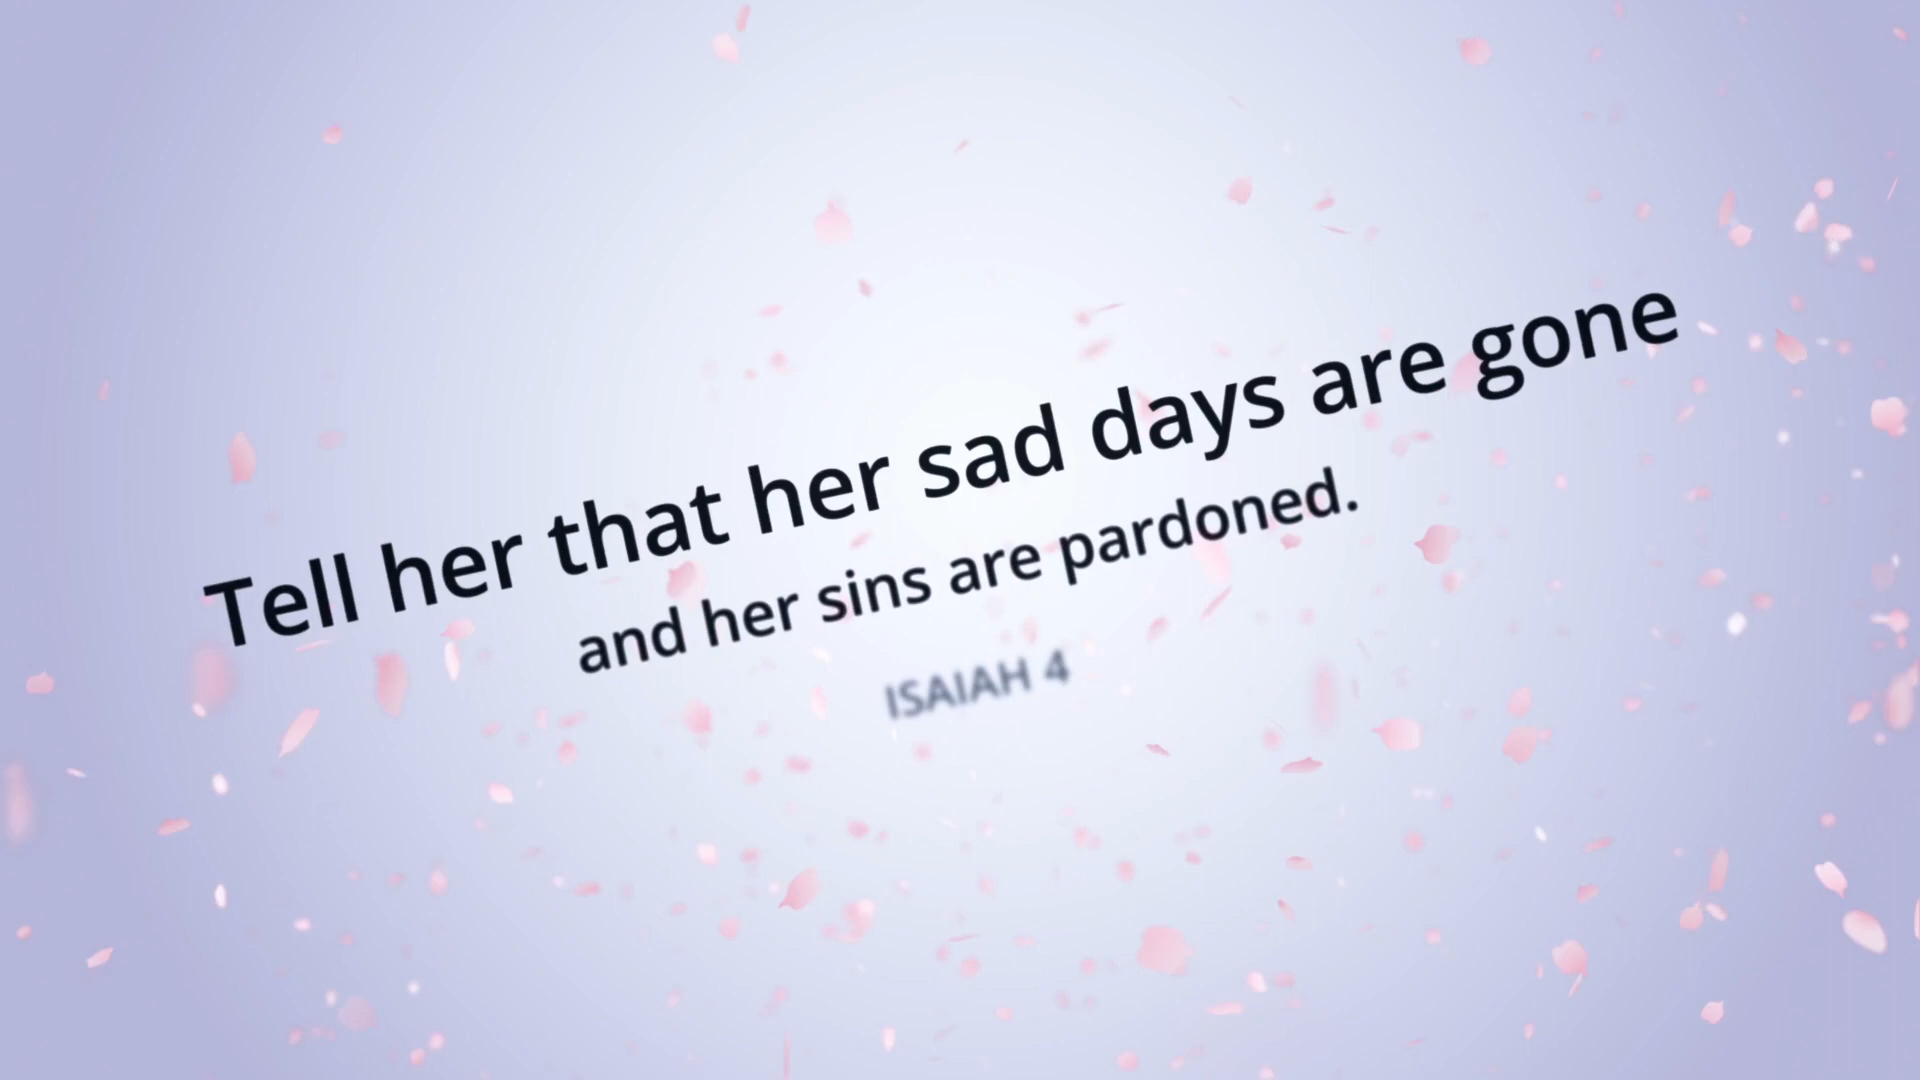 Tell her that her sad days are gone
and her sins are pardoned.
ISAIAH 4